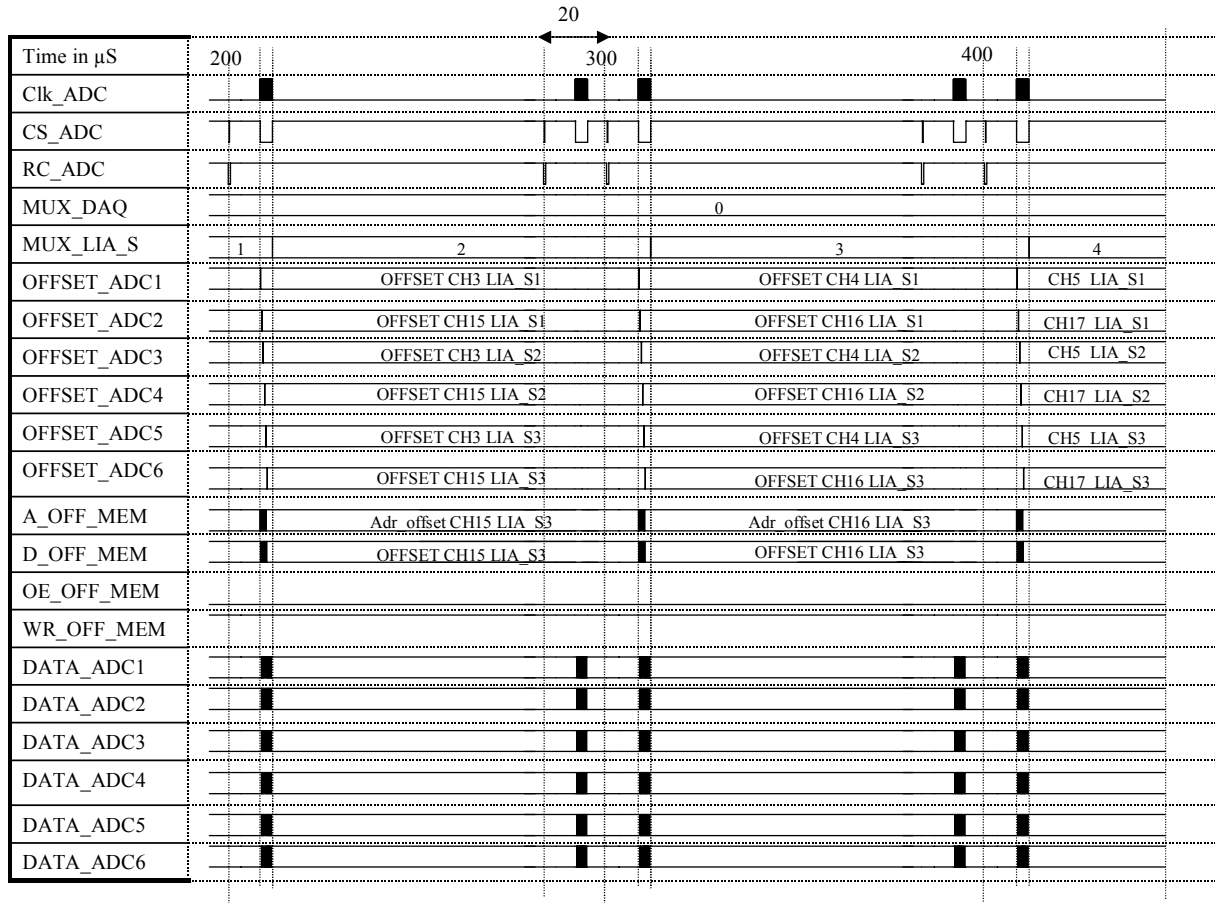 20
Time in µS 200 300 400
Clk_ADC
CS_ADC
RC_ADC
MUX_DAQ 0
MUX_LIA_S 1 2 3 4
OFFSET_ADC1 OFFSET CH3 LIA_S1 OFFSET CH4 LIA_S1 CH5 LIA_S1
OFFSET_ADC2 OFFSET CH15 LIA_S1 OFFSET CH16 LIA_S1 CH17 LIA_S1
OFFSET_ADC3 OFFSET CH3 LIA_S2 OFFSET CH4 LIA_S2 CH5 LIA_S2
OFFSET_ADC4 OFFSET CH15 LIA_S2 OFFSET CH16 LIA_S2 CH17 LIA_S2
OFFSET_ADC5 OFFSET CH3 LIA_S3 OFFSET CH4 LIA_S3 CH5 LIA_S3
OFFSET_ADC6 OFFSET CH15 LIA_S3 OFFSET CH16 LIA_S3 CH17 LIA_S3
A_OFF_MEM Adr_offset CH15 LIA_S3 Adr_offset CH16 LIA_S3
D_OFF_MEM OFFSET CH15 LIA_S3 OFFSET CH16 LIA_S3
OE_OFF_MEM
WR_OFF_MEM
DATA_ADC1
DATA_ADC2
DATA_ADC3
DATA_ADC4
DATA_ADC5
DATA_ADC6